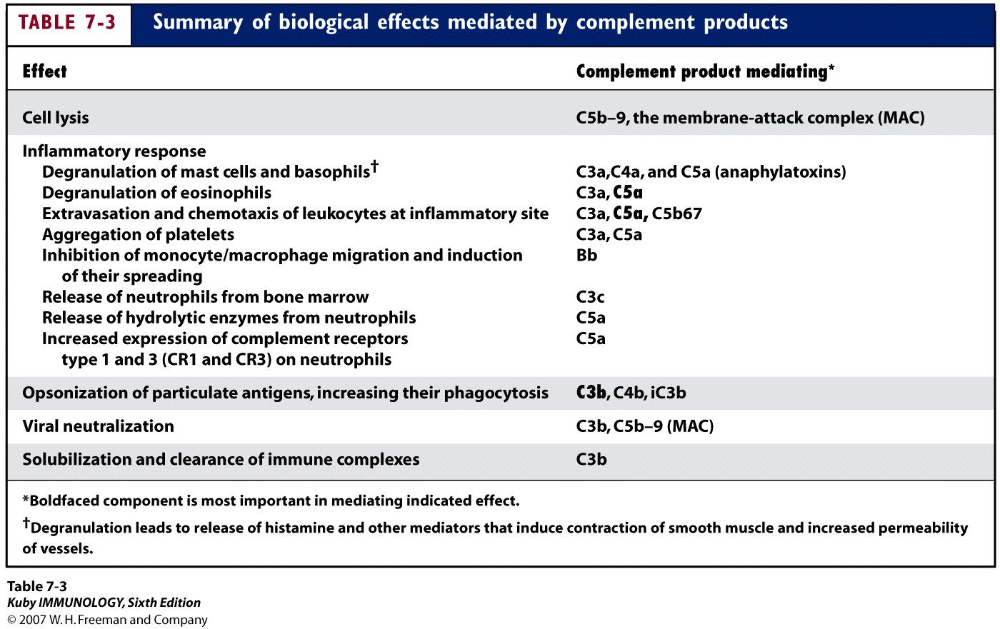 TABLE 7-3 Summary of biological effects mediated by complement products
Effect Complement product mediating*
Cell lysis C5b–9, the membrane-attack complex (MAC)
Inflammatory response
Degranulation of mast cells and basophils† C3a,C4a, and C5a (anaphylatoxins)
Degranulation of eosinophils C3a, C5a
Extravasation and chemotaxis of leukocytes at inflammatory site C3a, C5a, C5b67
Aggregation of platelets C3a, C5a
Inhibition of monocyte/macrophage migration and induction Bb
of their spreading
Release of neutrophils from bone marrow C3c
Release of hydrolytic enzymes from neutrophils C5a
Increased expression of complement receptors C5a
type 1 and 3 (CR1 and CR3) on neutrophils
Opsonization of particulate antigens, increasing their phagocytosis C3b, C4b, iC3b
Viral neutralization C3b, C5b–9 (MAC)
Solubilization and clearance of immune complexes C3b
*Boldfaced component is most important in mediating indicated effect.
†Degranulation leads to release of histamine and other mediators that induce contraction of smooth muscle and increased permeability
of vessels.
Table 7-3
Kuby IMMUNOLOGY, Sixth Edition
© 2007 W. H. Freeman and Company